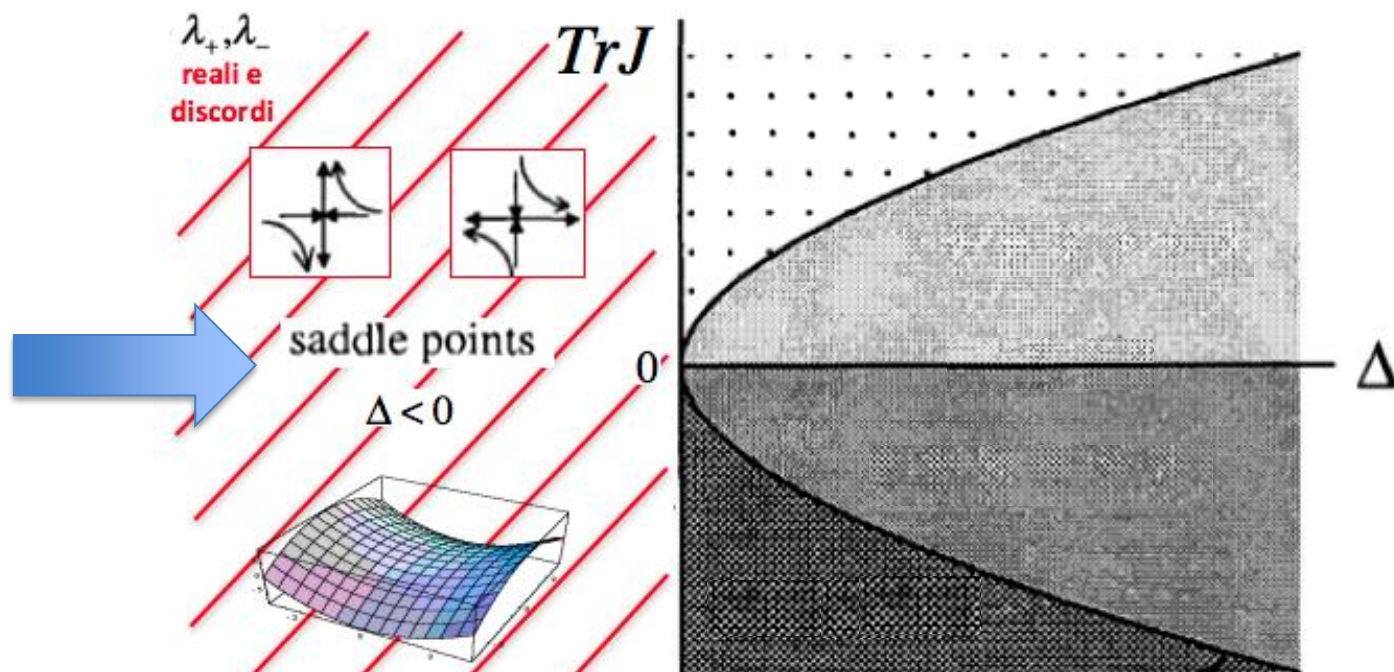 λ₊,λ₋
reali e
discordi
TrJ
saddle points
0
Δ
Δ < 0